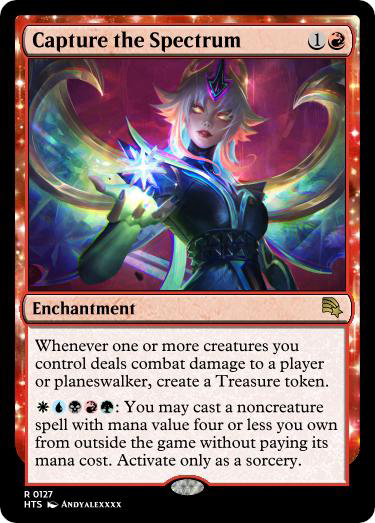 Capture the Spectrum 1
Enchantment
Whenever one or more creatures you
control deals combat damage to a player
or planeswalker, create a Treasure token.
: You may cast a noncreature
spell with mana value four or less you own
from outside the game without paying its
mana cost. Activate only as a sorcery.
R 0127
HTS Andyalexxxx